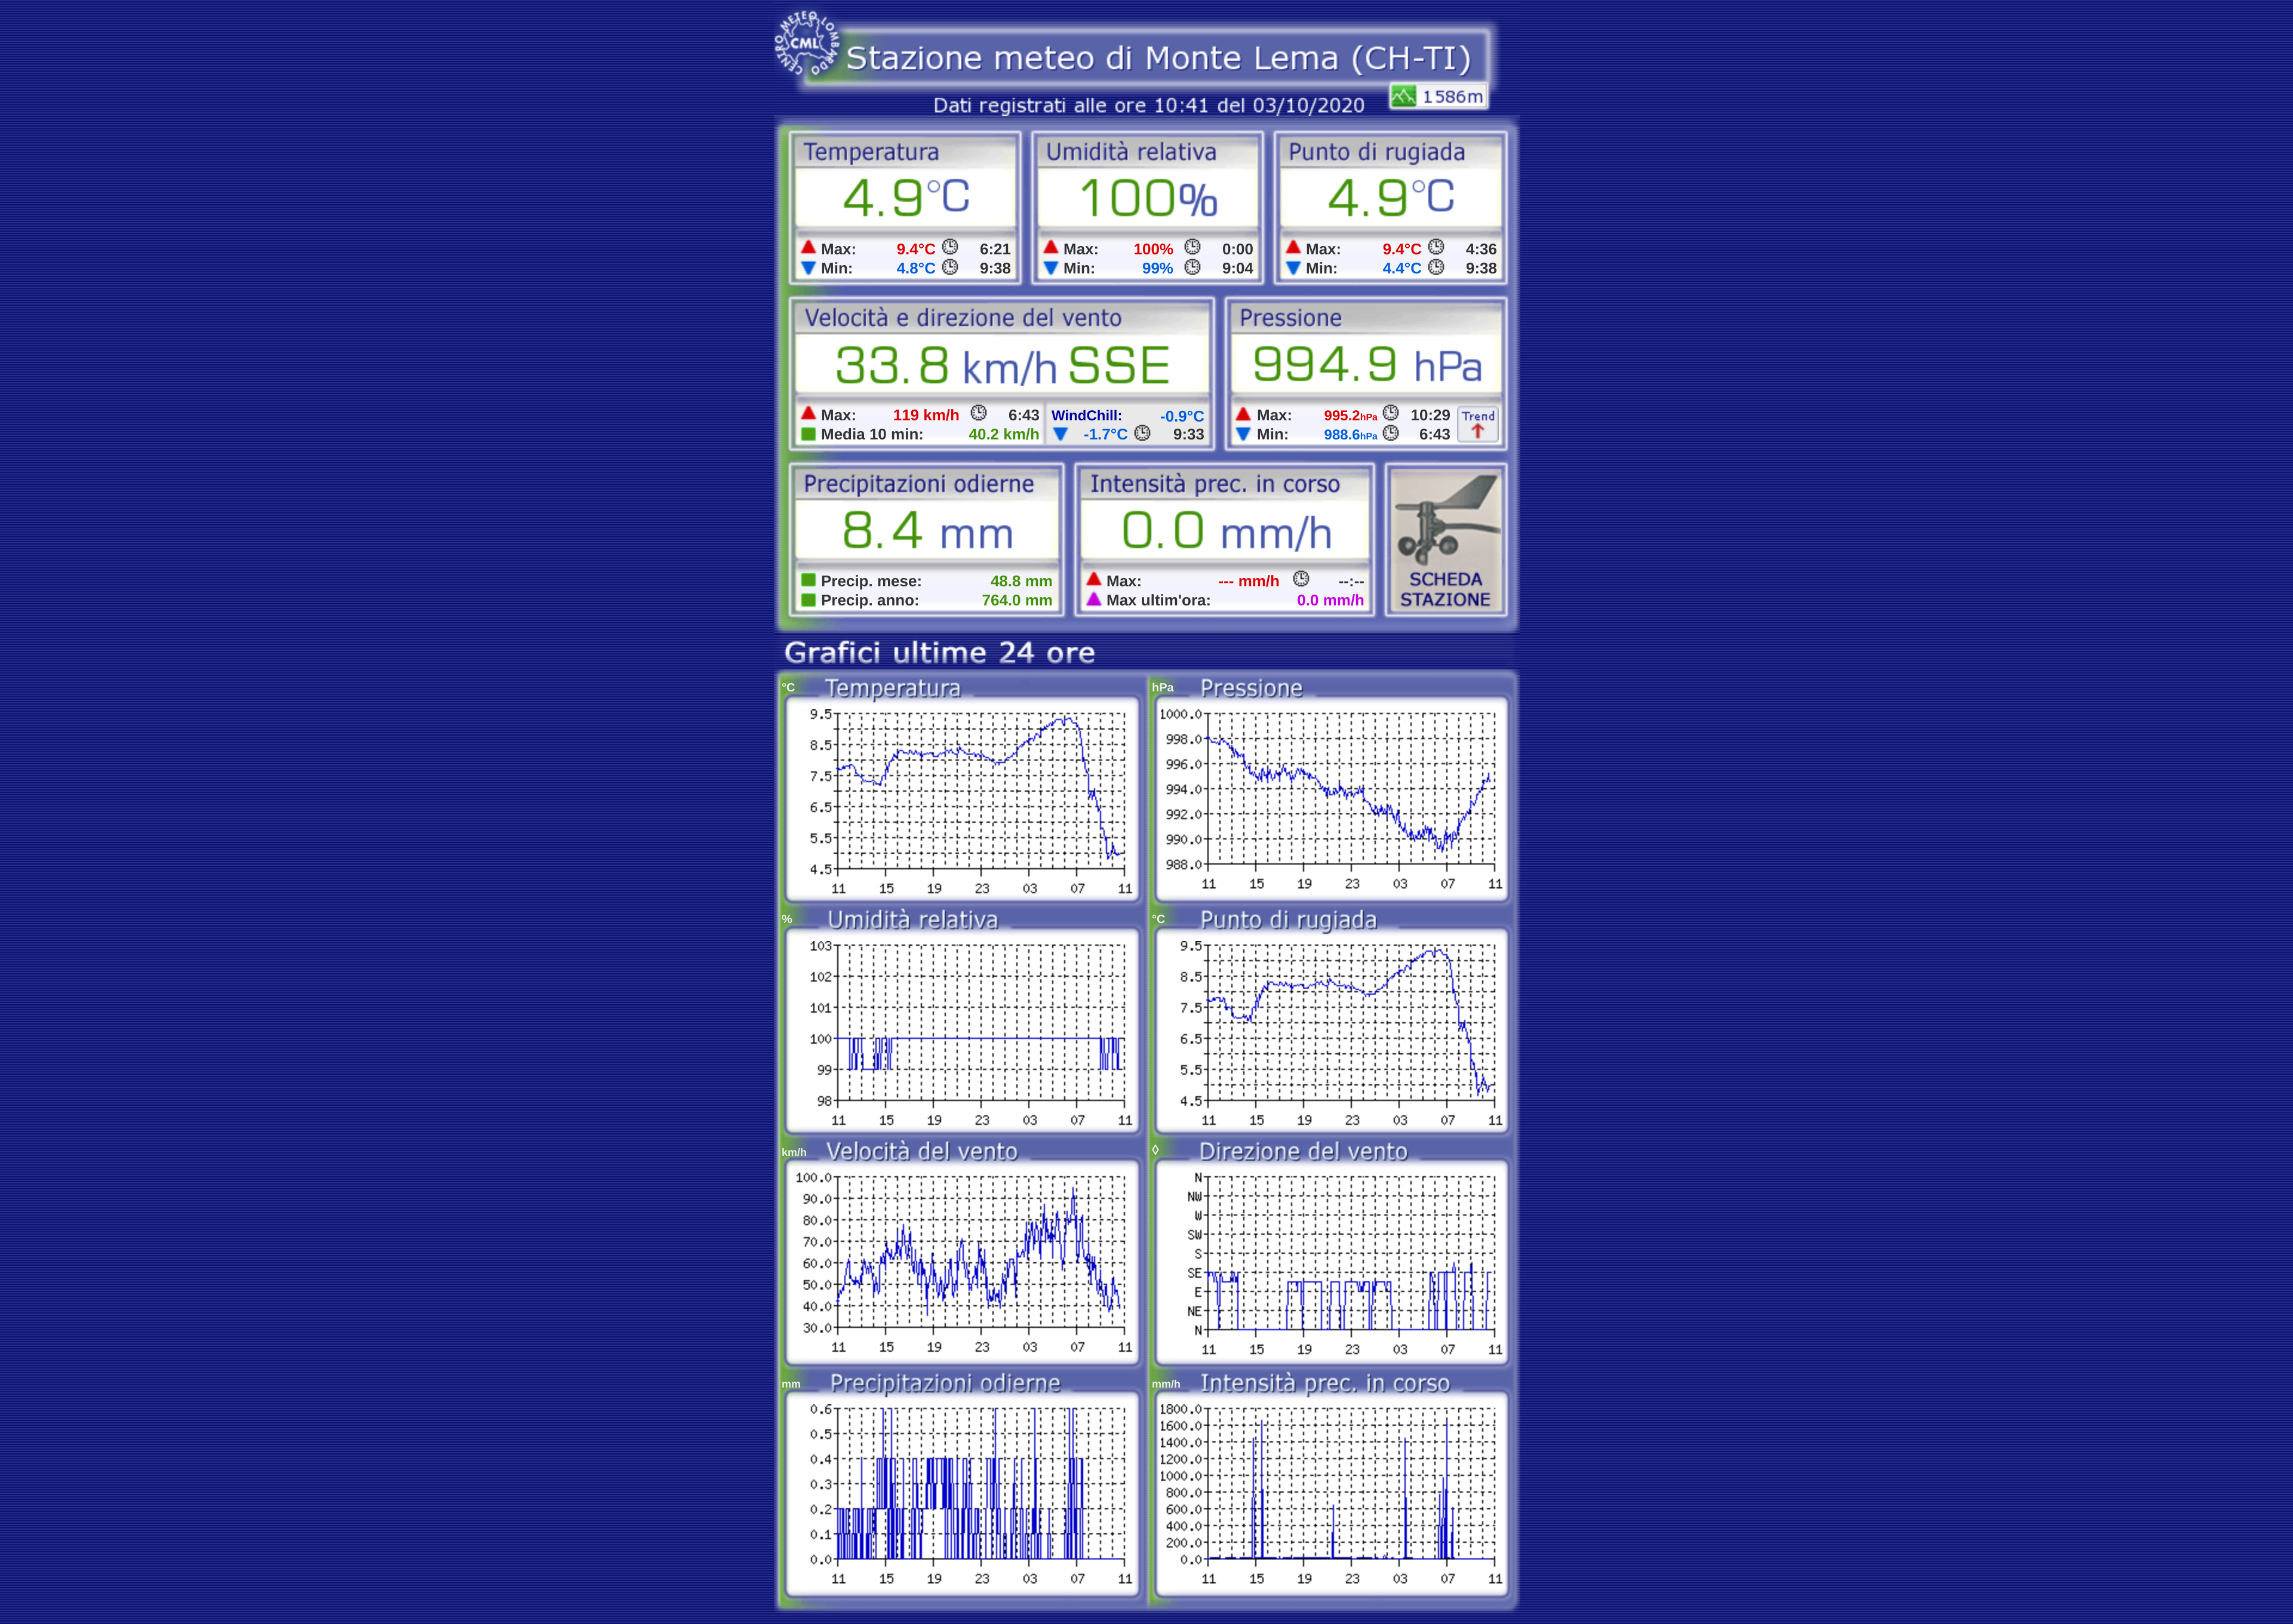 CENTRO METEO LOMBARDO
CML
Stazione meteo di Monte Lema (CH-TI)
1586m
Dati registrati alle ore 10:41 del 03/10/2020
Temperatura Umidità relativa Punto di rugiada
4.9°C 100% 4.9°C
Max: 9.4°C 6:21 Max: 100% 0:00 Max: 9.4°C 4:36
Min: 4.8°C 9:38 Min: 99% 9:04 Min: 4.4°C 9:38
Velocità e direzione del vento Pressione
33.8 km/h SSE 994.9 hPa
Max: 119 km/h 6:43 WindChill: -0.9°C Max: 995.2hPa 10:29 Trend
Media 10 min: 40.2 km/h -1.7°C 9:33 Min: 988.6hPa 6:43
Precipitazioni odierne Intensità prec. in corso
8.4 mm 0.0 mm/h
Precip. mese: 48.8 mm Max: --- mm/h --:-- SCHEDA
Precip. anno: 764.0 mm Max ultim'ora: 0.0 mm/h STAZIONE
Grafici ultime 24 ore
°C Temperatura
9.5
8.5
7.5
6.5
5.5
4.5
11 15 19 23 03 07 11
hPa Pressione
1000.0
998.0
996.0
994.0
992.0
990.0
988.0
11 15 19 23 03 07 11
% Umidità relativa
103
102
101
100
99
98
11 15 19 23 03 07 11
°C Punto di rugiada
9.5
8.5
7.5
6.5
5.5
4.5
11 15 19 23 03 07 11
km/h Velocità del vento
100.0
90.0
80.0
70.0
60.0
50.0
40.0
30.0
11 15 19 23 03 07 11
◊ Direzione del vento
N
NW
W
SW
S
SE
E
NE
N
11 15 19 23 03 07 11
mm Precipitazioni odierne
0.6
0.5
0.4
0.3
0.2
0.1
0.0
11 15 19 23 03 07 11
mm/h Intensità prec. in corso
1800.0
1600.0
1400.0
1200.0
1000.0
800.0
600.0
400.0
200.0
0.0
11 15 19 23 03 07 11